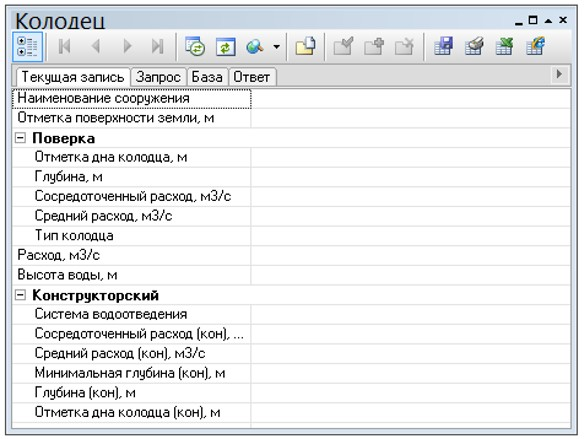 Колодец
Текущая запись Запрос База Ответ
Наименование сооружения
Отметка поверхности земли, м
Поверка
Отметка дна колодца, м
Глубина, м
Сосредоточенный расход, м3/с
Средний расход, м3/с
Тип колодца
Расход, м3/с
Высота воды, м
Конструкторский
Система водоотведения
Сосредоточенный расход (кон), ...
Средний расход (кон), м3/с
Минимальная глубина (кон), м
Глубина (кон), м
Отметка дна колодца (кон), м